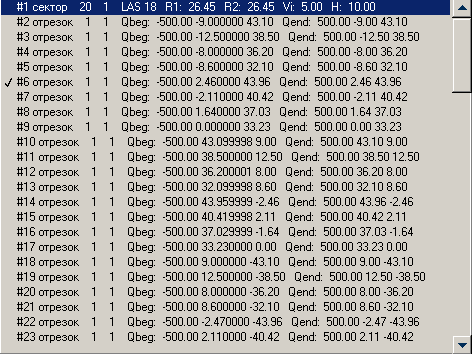 #1 сектор 20 1 LAS 18 R1: 26.45 R2: 26.45 Vi: 5.00 H: 10.00
#2 отрезок 1 1 Qbeg: -500.00 -9.000000 43.10 Qend: 500.00 -9.00 43.10
#3 отрезок 1 1 Qbeg: -500.00 -12.500000 38.50 Qend: 500.00 -12.50 38.50
#4 отрезок 1 1 Qbeg: -500.00 -8.000000 36.20 Qend: 500.00 -8.00 36.20
#5 отрезок 1 1 Qbeg: -500.00 -8.600000 32.10 Qend: 500.00 -8.60 32.10
✓ #6 отрезок 1 1 Qbeg: -500.00 2.460000 43.96 Qend: 500.00 2.46 43.96
#7 отрезок 1 1 Qbeg: -500.00 -2.110000 40.42 Qend: 500.00 -2.11 40.42
#8 отрезок 1 1 Qbeg: -500.00 1.640000 37.03 Qend: 500.00 1.64 37.03
#9 отрезок 1 1 Qbeg: -500.00 0.000000 33.23 Qend: 500.00 0.00 33.23
#10 отрезок 1 1 Qbeg: -500.00 43.099998 9.00 Qend: 500.00 43.10 9.00
#11 отрезок 1 1 Qbeg: -500.00 38.500000 12.50 Qend: 500.00 38.50 12.50
#12 отрезок 1 1 Qbeg: -500.00 36.200001 8.00 Qend: 500.00 36.20 8.00
#13 отрезок 1 1 Qbeg: -500.00 32.099998 8.60 Qend: 500.00 32.10 8.60
#14 отрезок 1 1 Qbeg: -500.00 43.959999 -2.46 Qend: 500.00 43.96 -2.46
#15 отрезок 1 1 Qbeg: -500.00 40.419998 2.11 Qend: 500.00 40.42 2.11
#16 отрезок 1 1 Qbeg: -500.00 37.029999 -1.64 Qend: 500.00 37.03 -1.64
#17 отрезок 1 1 Qbeg: -500.00 33.230000 0.00 Qend: 500.00 33.23 0.00
#18 отрезок 1 1 Qbeg: -500.00 9.000000 -43.10 Qend: 500.00 9.00 -43.10
#19 отрезок 1 1 Qbeg: -500.00 12.500000 -38.50 Qend: 500.00 12.50 -38.50
#20 отрезок 1 1 Qbeg: -500.00 8.000000 -36.20 Qend: 500.00 8.00 -36.20
#21 отрезок 1 1 Qbeg: -500.00 8.600000 -32.10 Qend: 500.00 8.60 -32.10
#22 отрезок 1 1 Qbeg: -500.00 -2.470000 -43.96 Qend: 500.00 -2.47 -43.96
#23 отрезок 1 1 Qbeg: -500.00 2.110000 -40.42 Qend: 500.00 2.11 -40.42